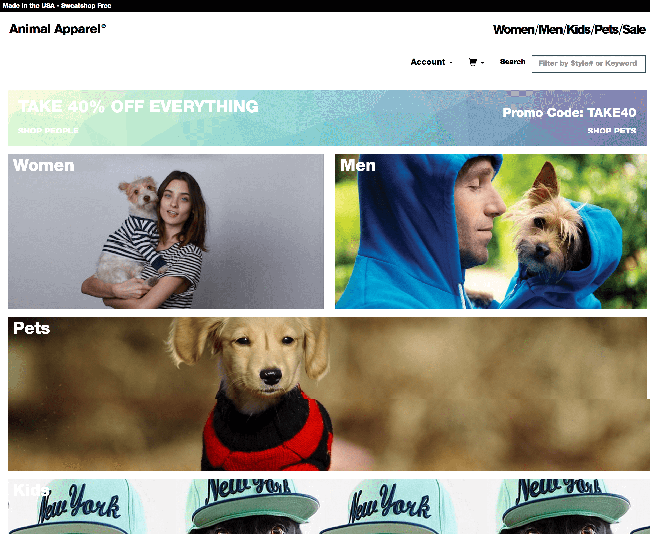 Made in the USA - Sweatshop Free
Animal Apparel°
Women/Men/Kids/Pets/Sale
Account
Search
Filter by Style# or Keyword
TAKE 40% OFF EVERYTHING
Promo Code: TAKE40
SHOP PEOPLE
SHOP PETS
Women
Men
Pets
Kids
New York
New York
New York
New York